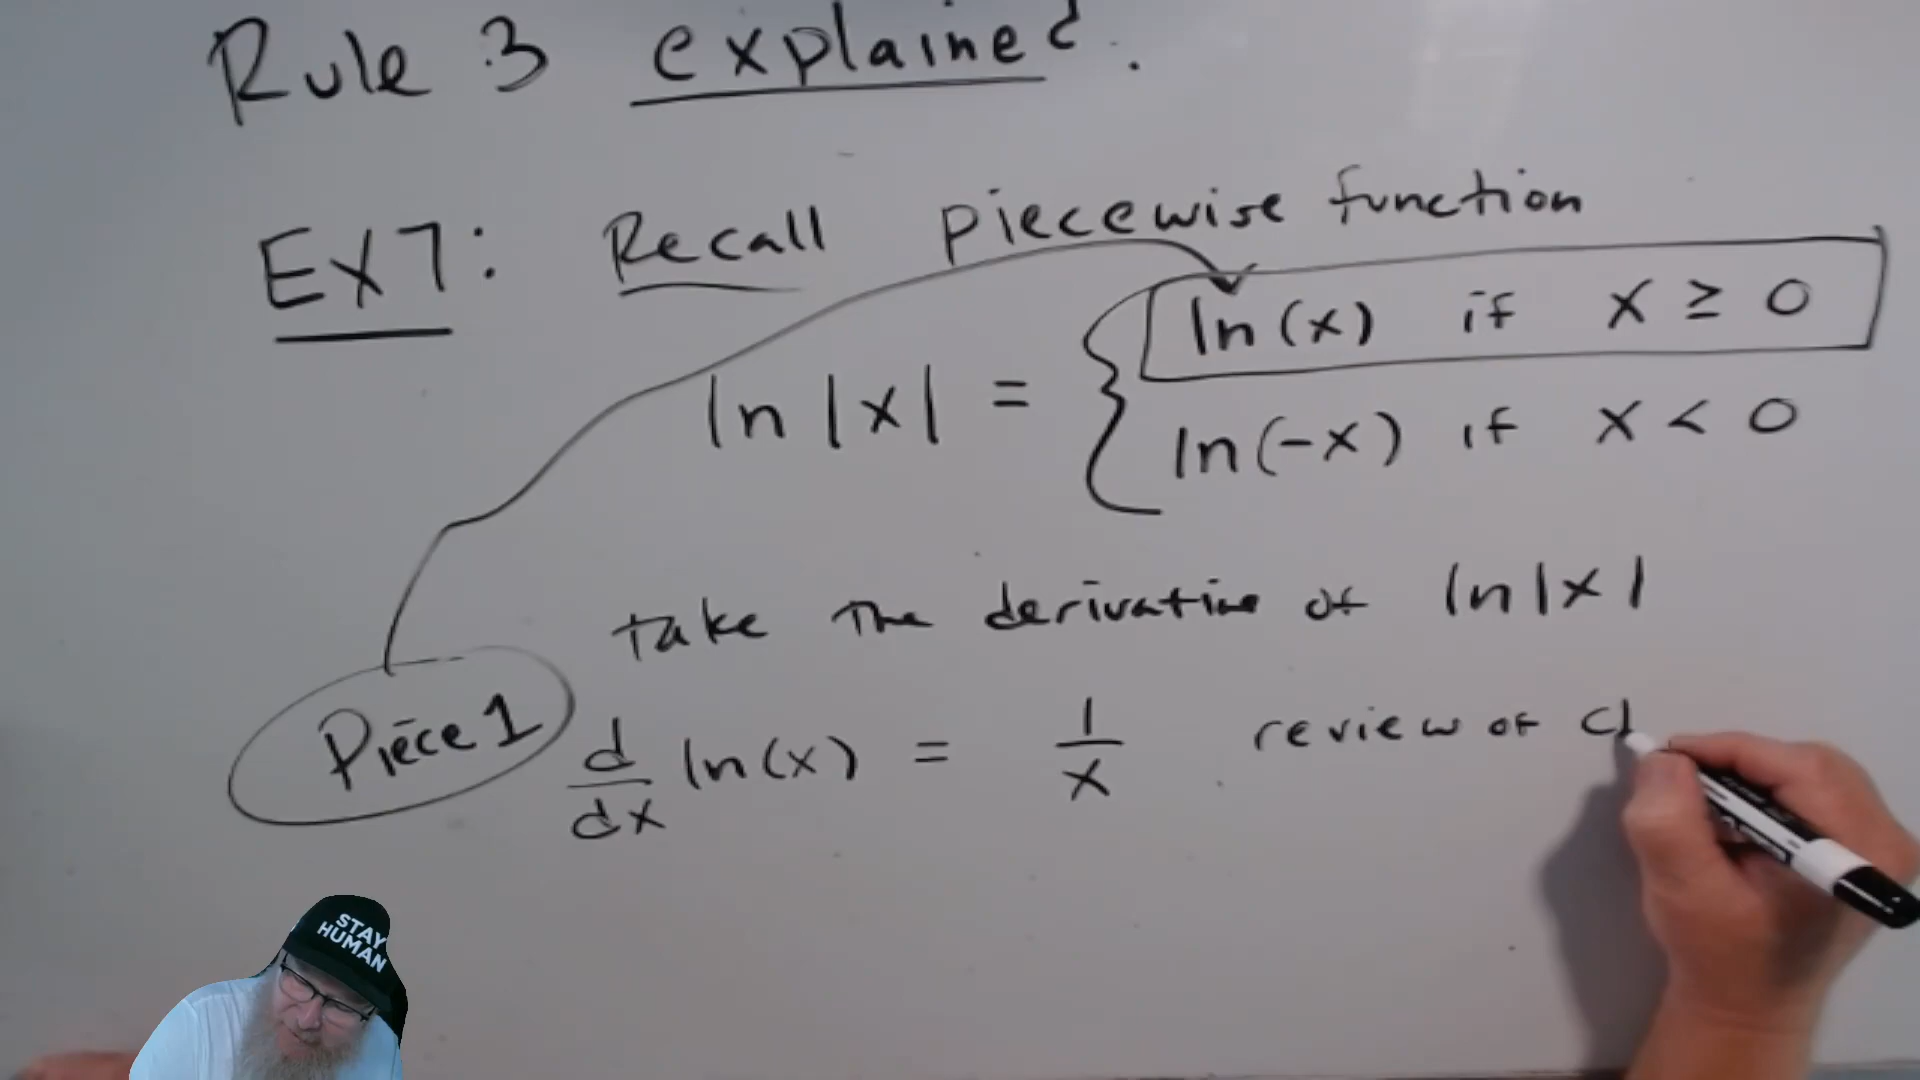 Rule 3 explained.
EX7: Recall piecewise function
ln|x| = { ln(x) if x ≥ 0
ln(-x) if x < 0
take the derivative of ln|x|
Piece 1 d/dx ln(x) = 1/x review of
STAY
HUMAN